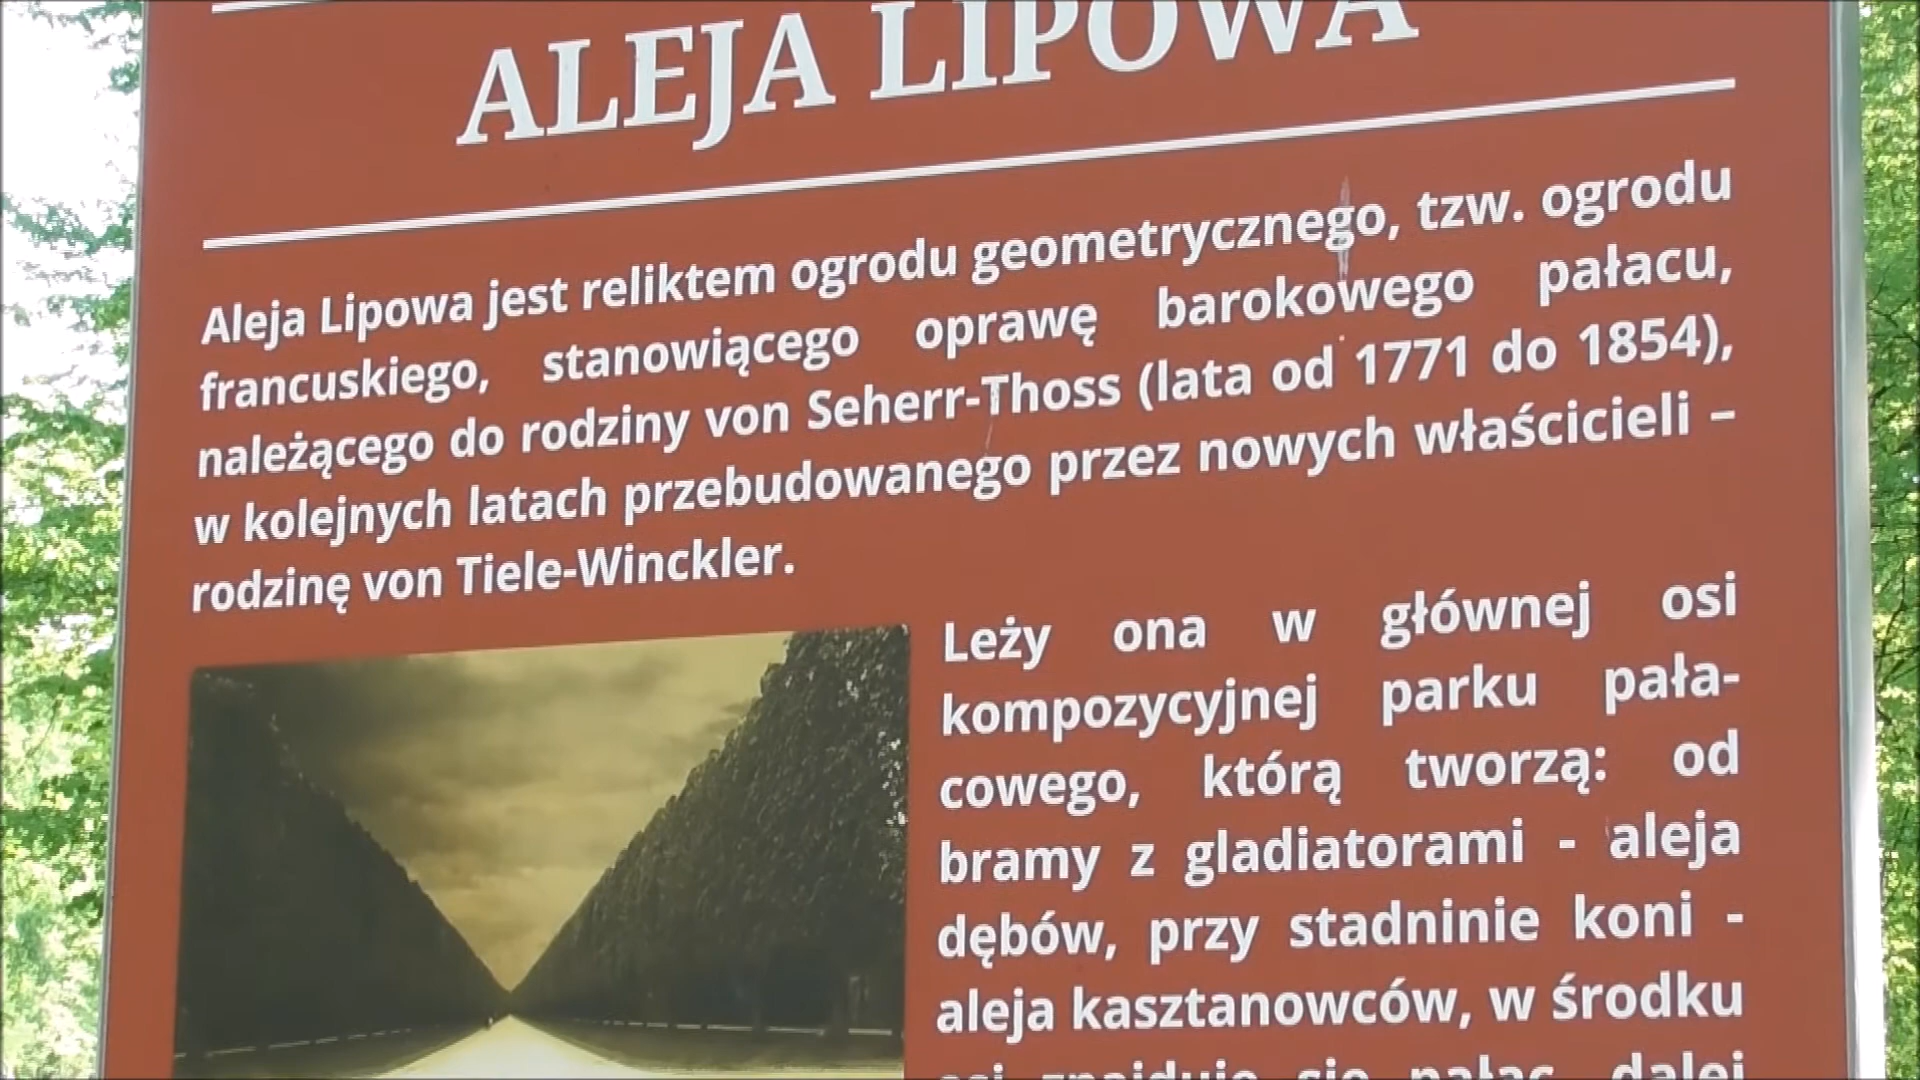 ALEJA LIPOWA
Aleja Lipowa jest reliktem ogrodu geometrycznego, tzw. ogrodu
francuskiego, stanowiącego oprawę barokowego pałacu,
należącego do rodziny von Seherr-Thoss (lata od 1771 do 1854),
w kolejnych latach przebudowanego przez nowych właścicieli –
rodzinę von Tiele-Winckler.
Leży ona w głównej osi
kompozycyjnej parku pała-
cowego, którą tworzą: od
bramy z gladiatorami - aleja
dębów, przy stadninie koni -
aleja kasztanowców, w środku
osi znajduje się pałac, dalej